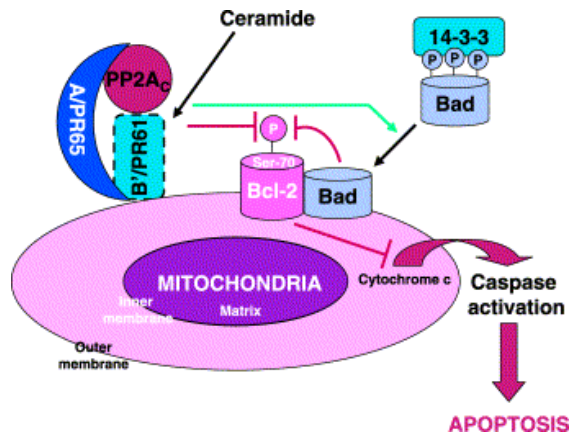 Ceramide
14-3-3
P P P
Bad
PP2Ac
A/PR65
B'/PR61
P
Ser-70
Bcl-2
Bad
MITOCHONDRIA
Inner
membrane
Matrix
Cytochrome c
Caspase
activation
Outer
membrane
APOPTOSIS